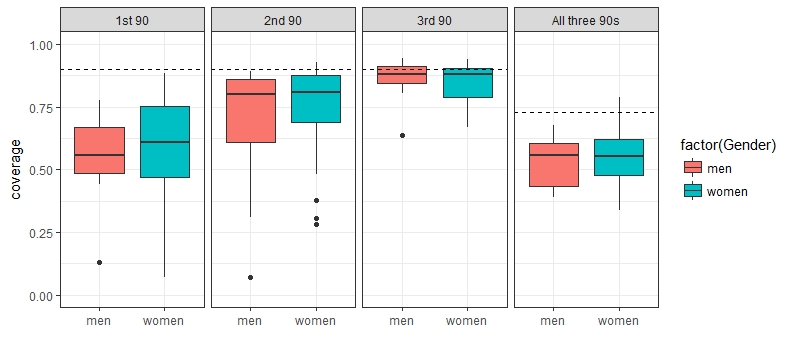 1st 90
2nd 90
3rd 90
All three 90s
coverage
1.00
0.75
0.50
0.25
0.00
men
women
men
women
men
women
men
women
factor(Gender)
men
women